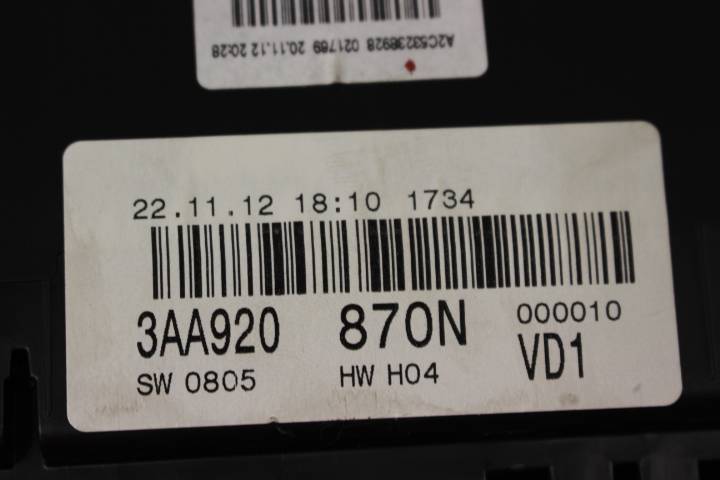 A2C53238928 021769 20.11.12 20:28
22.11.12 18:10 1734
3AA920 870N 000010
SW 0805 HW H04 VD1